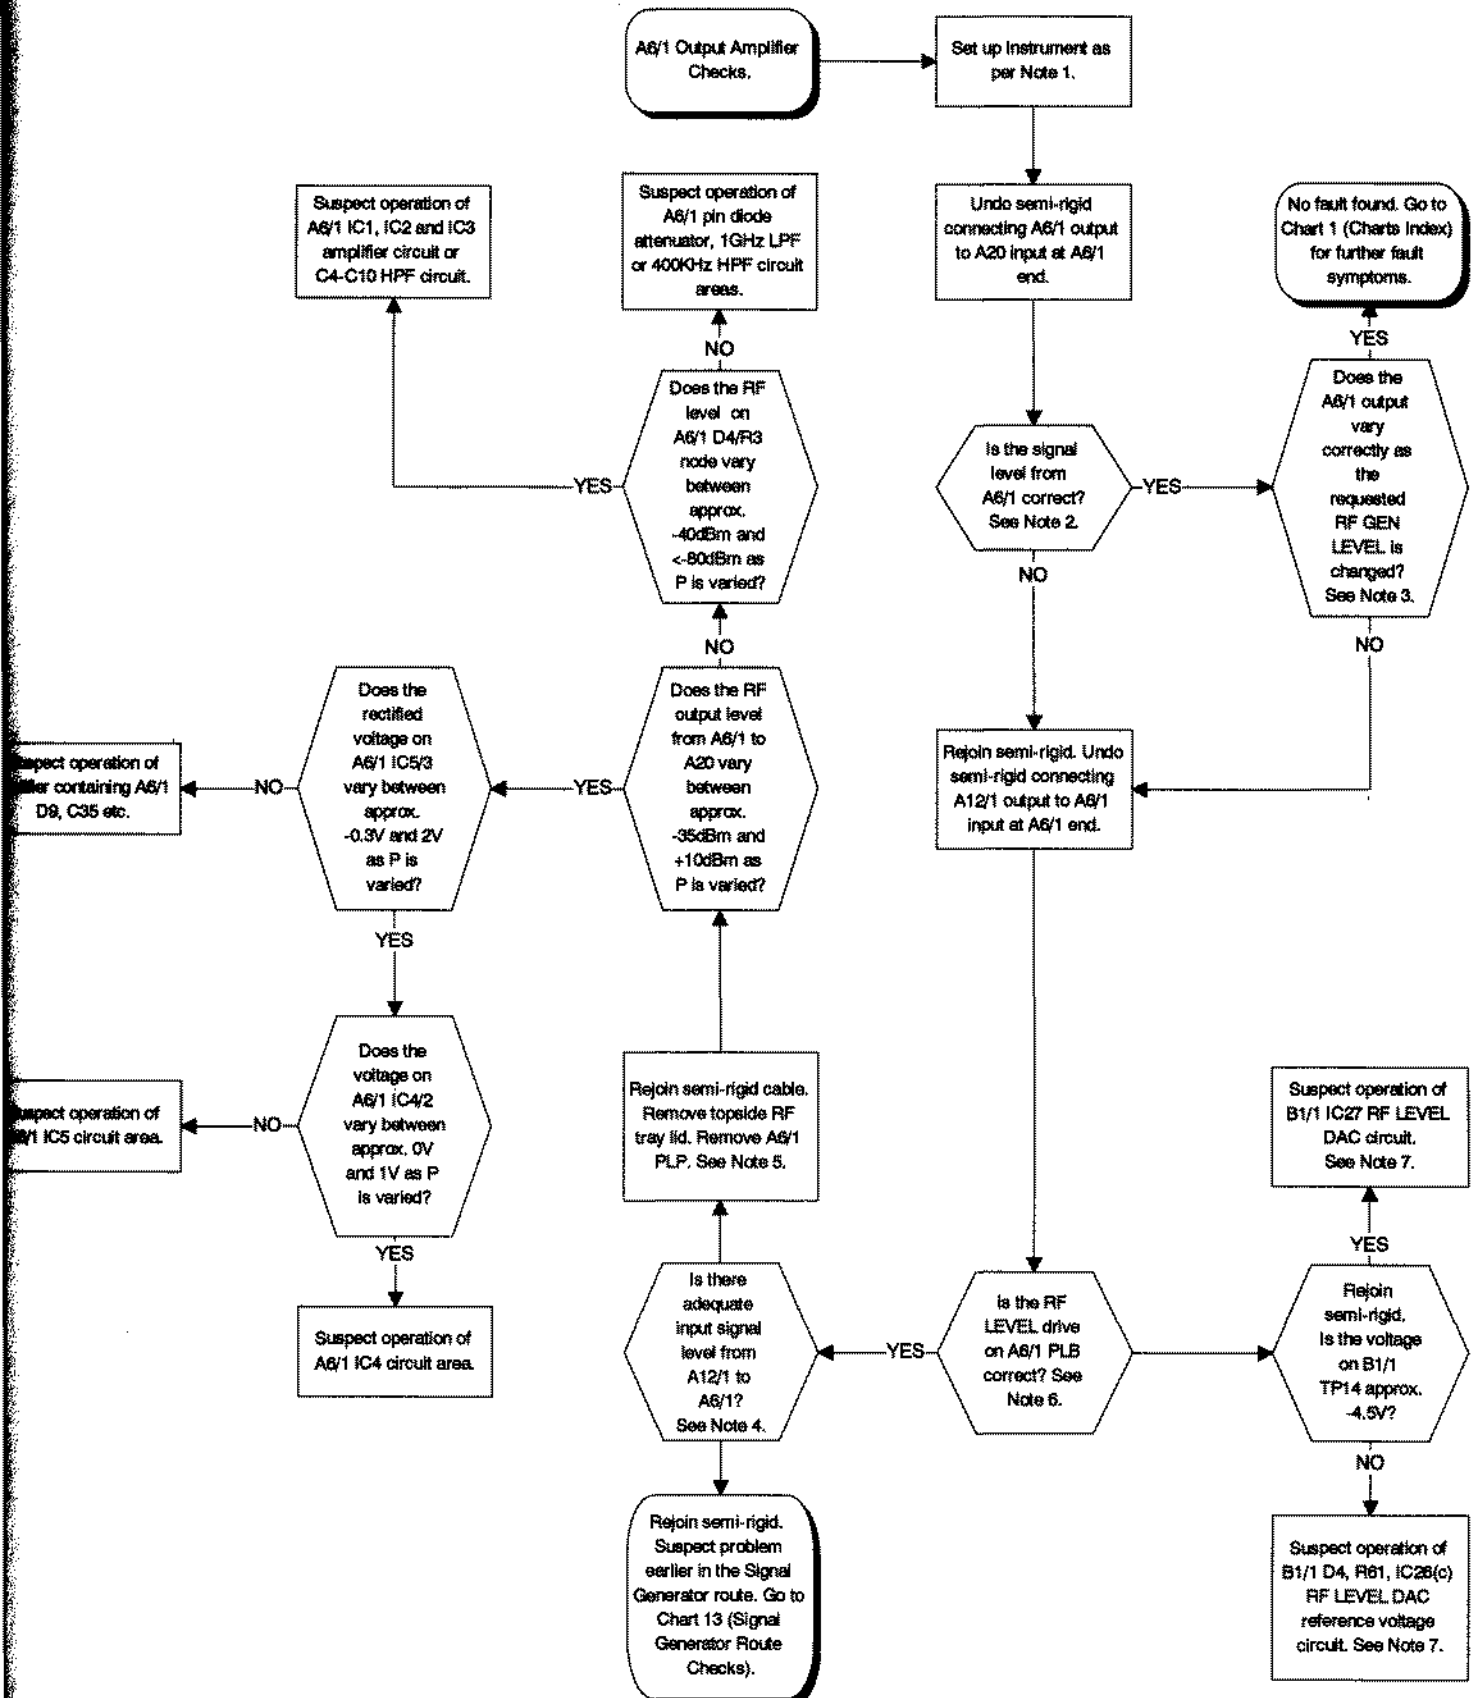 A6/1 Output Amplifier
Checks.
Set up Instrument as
per Note 1.
Suspect operation of
A6/1 IC1, IC2 and IC3
amplifier circuit or
C4-C10 HPF circuit.
Suspect operation of
A6/1 pin diode
attenuator, 1GHz LPF
or 400KHz HPF circuit
areas.
Undo semi-rigid
connecting A6/1 output
to A20 input at A6/1
end.
No fault found. Go to
Chart 1 (Charts Index)
for further fault
symptoms.
NO
YES
Does the RF
level on
A6/1 D4/R3
node vary
between
approx.
-40dBm and
<-80dBm as
P is varied?
YES
Is the signal
level from
A6/1 correct?
See Note 2.
YES
Does the
A6/1 output
vary
correctly as
the
requested
RF GEN
LEVEL is
changed?
See Note 3.
NO
NO
NO
Does the
rectified
voltage on
A6/1 IC5/3
vary between
approx.
-0.3V and 2V
as P is
varied?
Does the RF
output level
from A6/1 to
A20 vary
between
approx.
-35dBm and
+10dBm as
P is varied?
Rejoin semi-rigid. Undo
semi-rigid connecting
A12/1 output to A6/1
input at A6/1 end.
operation of
containing A6/1
D9, C35 etc.
NO
YES
YES
Does the
voltage on
A6/1 IC4/2
vary between
approx. 0V
and 1V as P
is varied?
Rejoin semi-rigid cable.
Remove topside RF
tray lid. Remove A6/1
PLP. See Note 5.
Suspect operation of
B1/1 IC27 RF LEVEL
DAC circuit.
See Note 7.
operation of
IC5 circuit area.
NO
YES
YES
Suspect operation of
A6/1 IC4 circuit area.
Is there
adequate
input signal
level from
A12/1 to
A6/1?
See Note 4.
YES
Is the RF
LEVEL drive
on A6/1 PLB
correct? See
Note 6.
Rejoin
semi-rigid.
Is the voltage
on B1/1
TP14 approx.
-4.5V?
NO
Rejoin semi-rigid.
Suspect problem
earlier in the Signal
Generator route. Go to
Chart 13 (Signal
Generator Route
Checks).
Suspect operation of
B1/1 D4, R61, IC26(c)
RF LEVEL DAC
reference voltage
circuit. See Note 7.